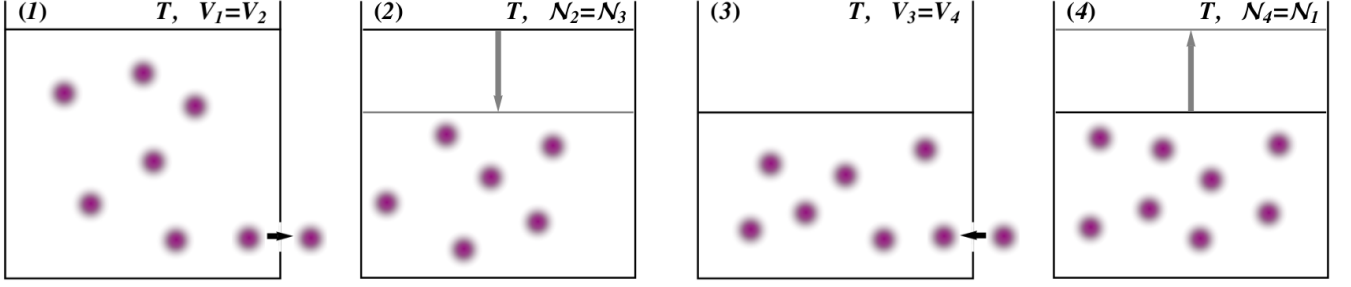 (1) T, V₁=V₂
(2) T, 𝒩₂=𝒩₃
(3) T, V₃=V₄
(4) T, 𝒩₄=𝒩₁